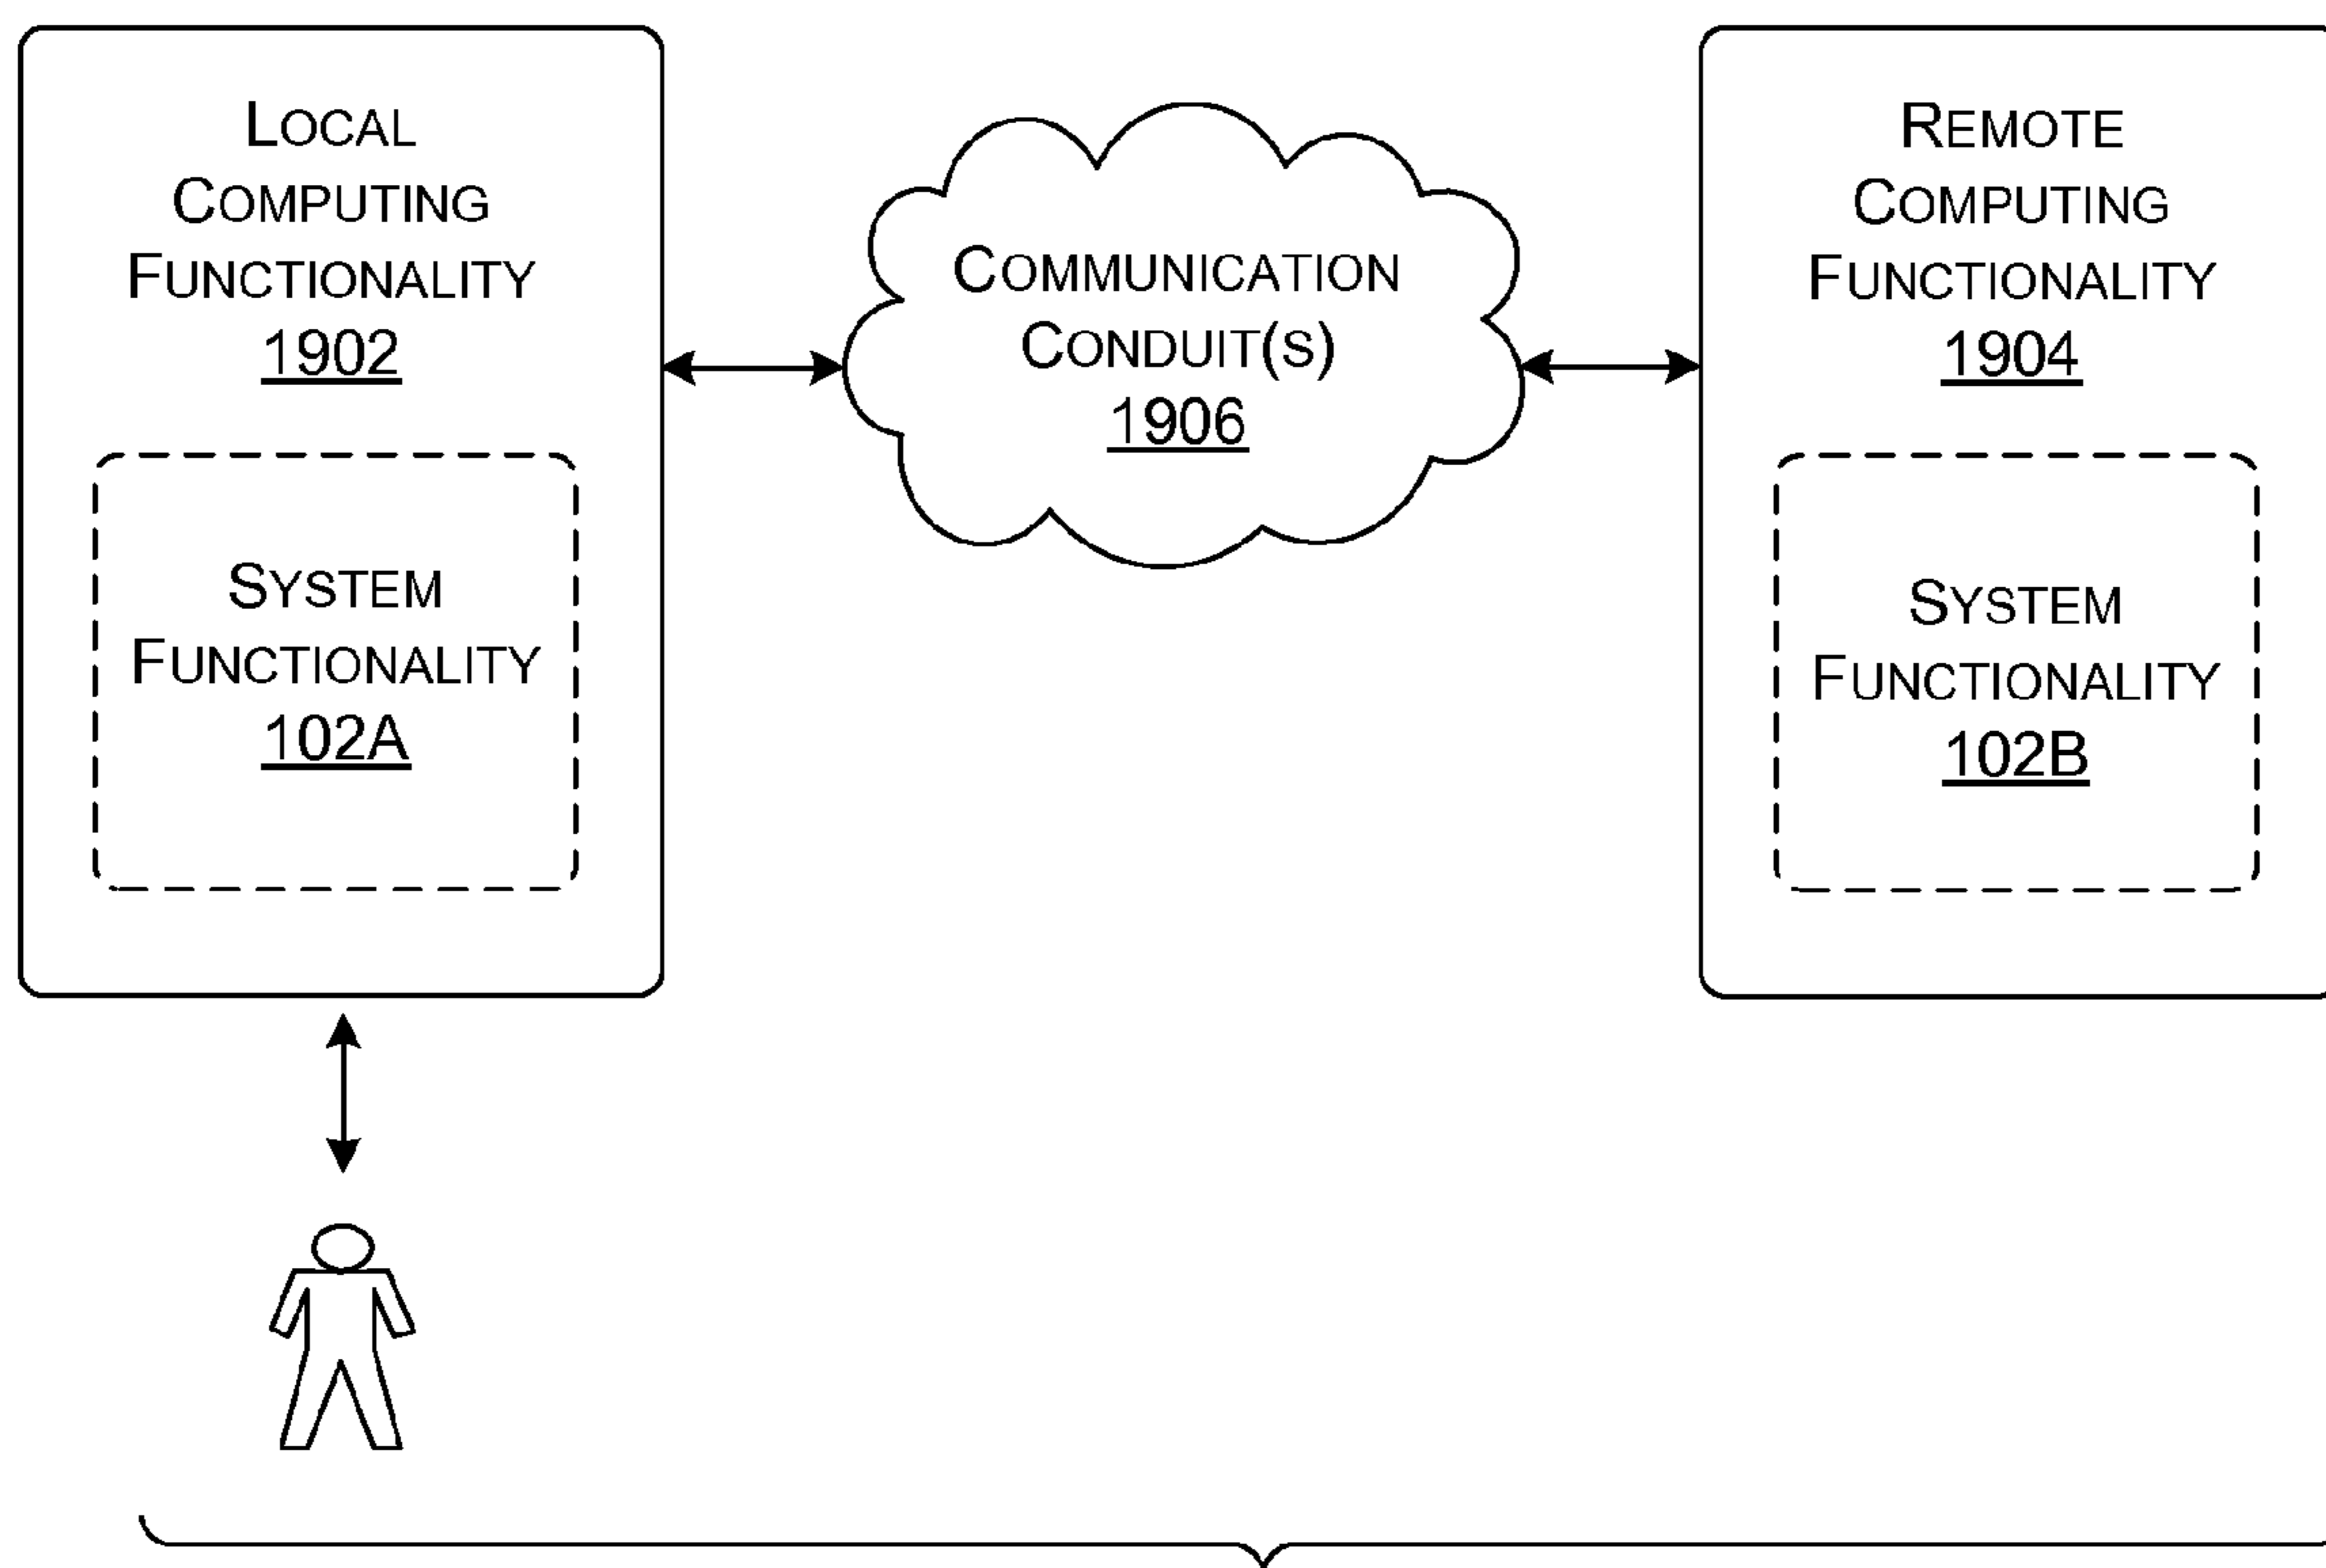 LOCAL
COMPUTING
FUNCTIONALITY
1902
SYSTEM
FUNCTIONALITY
102A
COMMUNICATION
CONDUIT(S)
1906
REMOTE
COMPUTING
FUNCTIONALITY
1904
SYSTEM
FUNCTIONALITY
102B